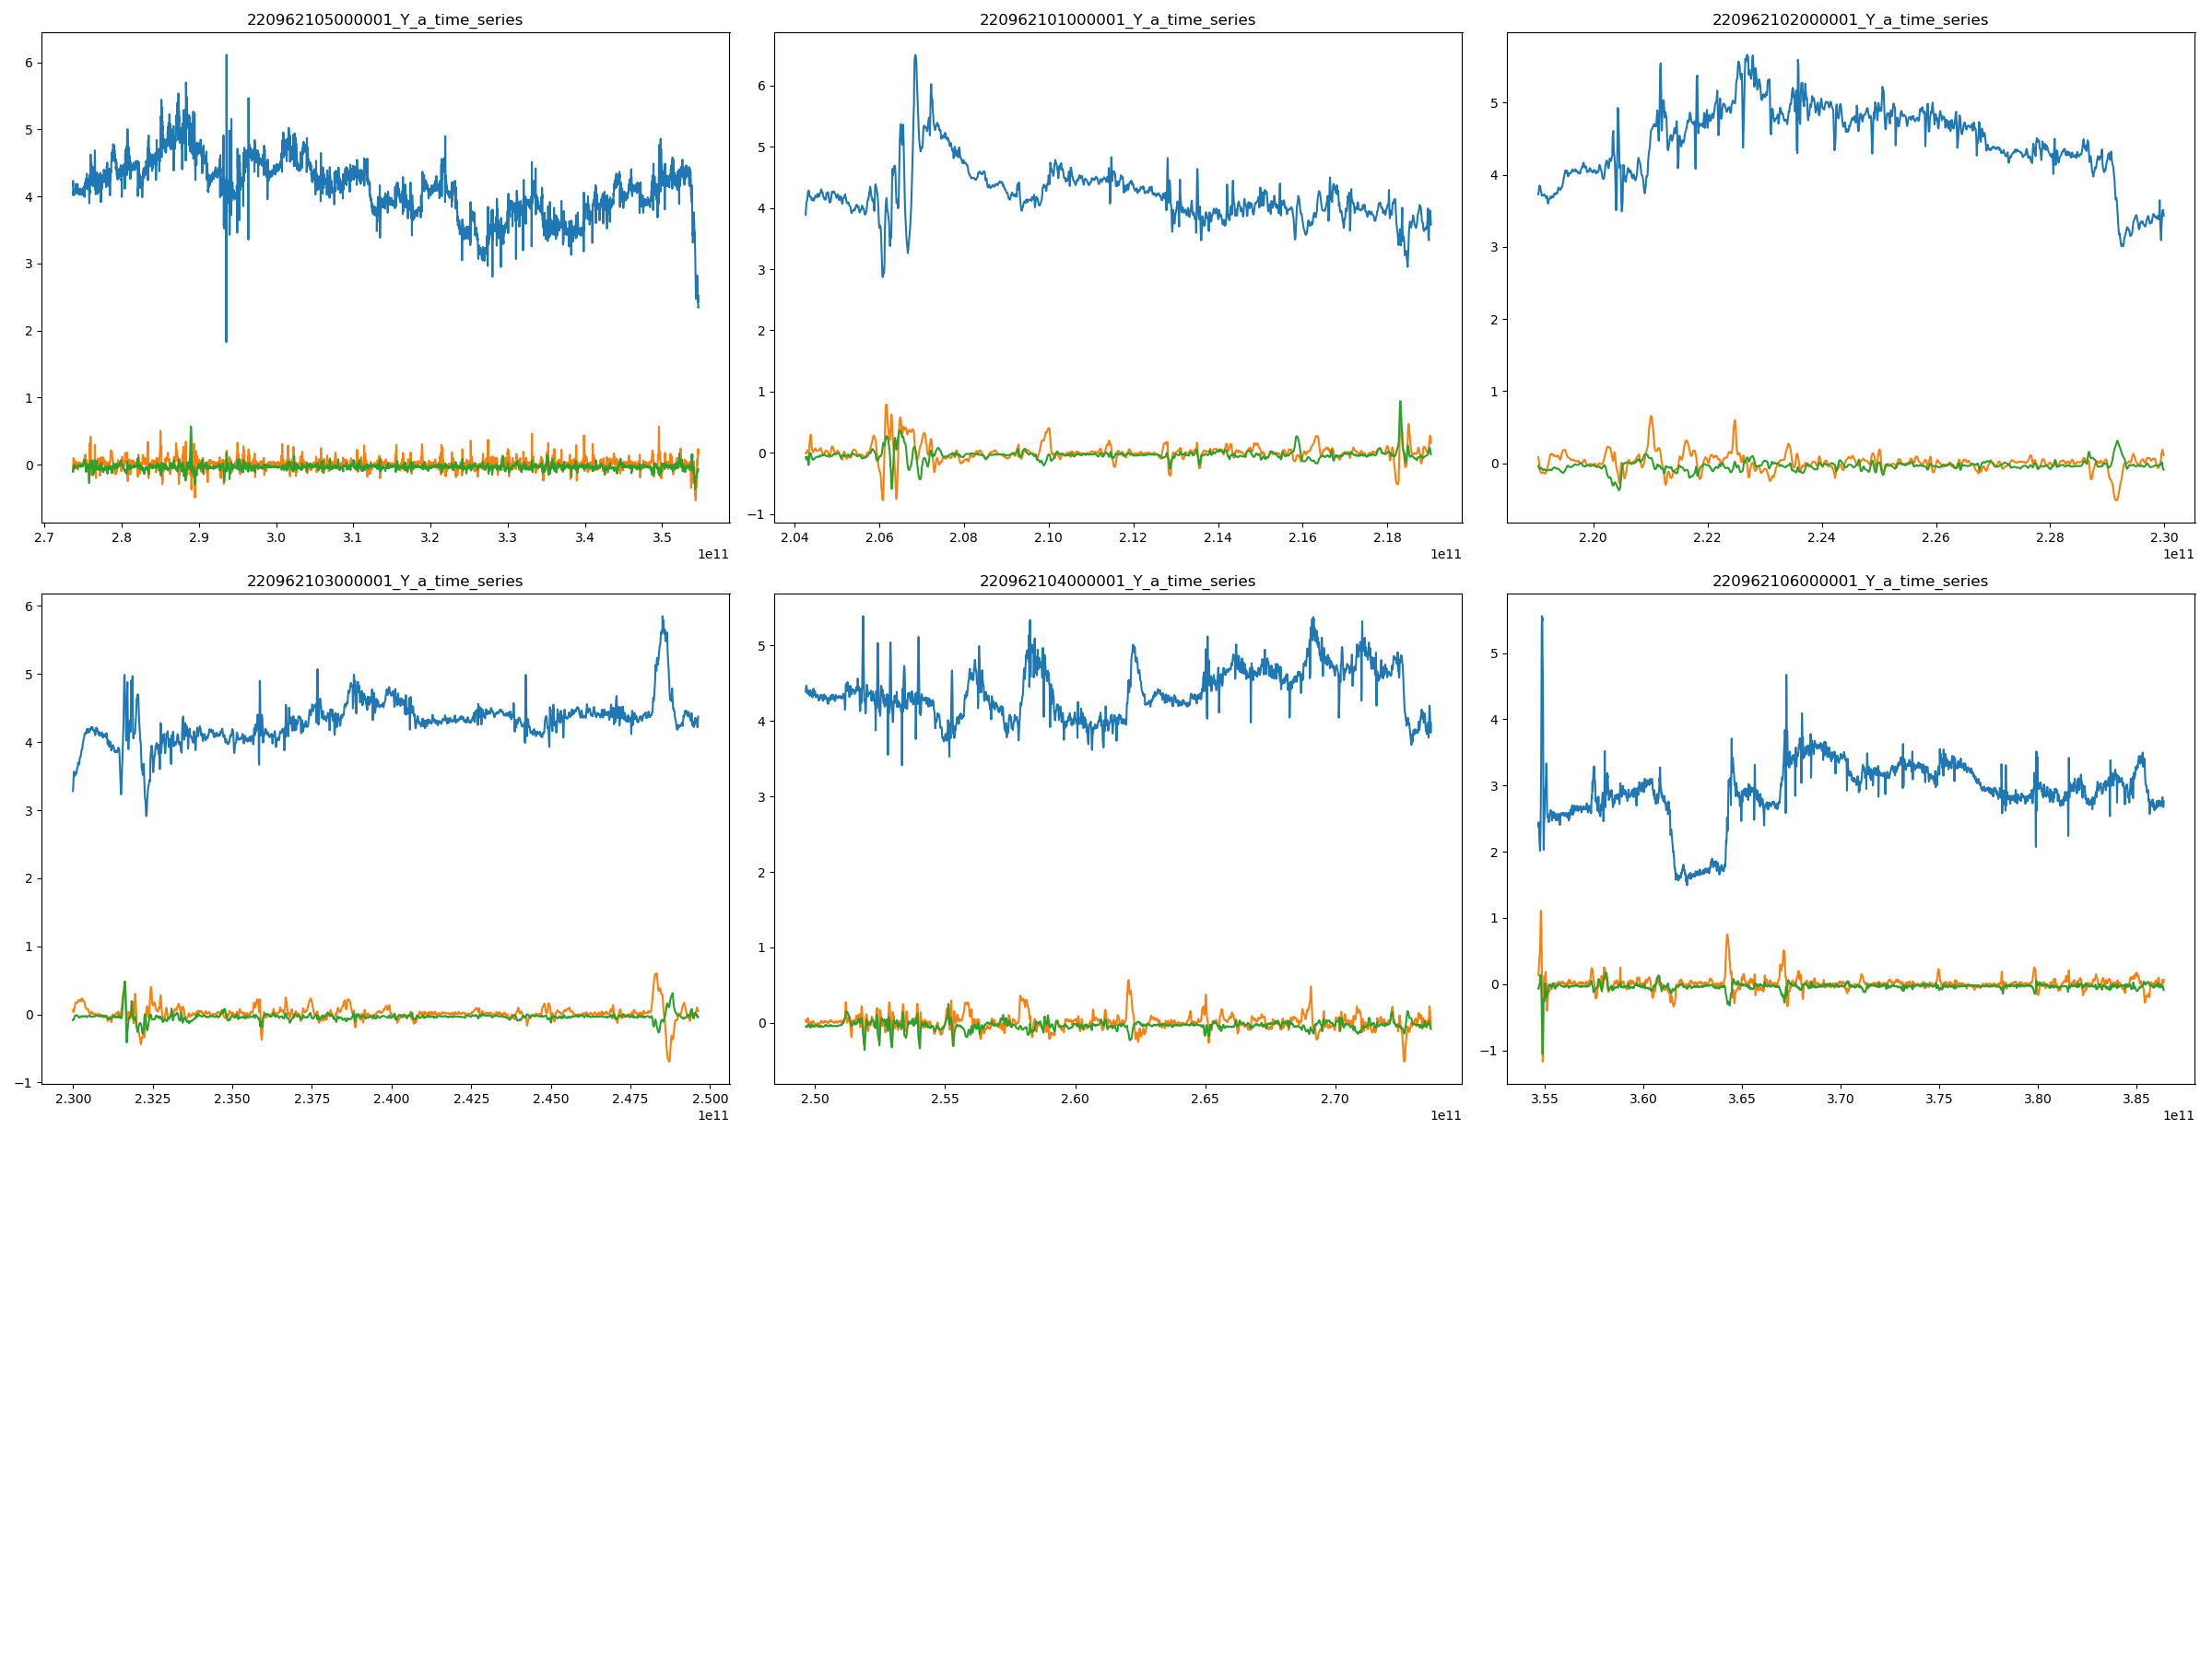 220962105000001_Y_a_time_series
6
5
4
3
2
1
0
2.7 2.8 2.9 3.0 3.1 3.2 3.3 3.4 3.5
1e11
220962101000001_Y_a_time_series
6
5
4
3
2
1
0
−1
2.04 2.06 2.08 2.10 2.12 2.14 2.16 2.18
1e11
220962102000001_Y_a_time_series
5
4
3
2
1
0
2.20 2.22 2.24 2.26 2.28 2.30
1e11
220962103000001_Y_a_time_series
6
5
4
3
2
1
0
−1
2.300 2.325 2.350 2.375 2.400 2.425 2.450 2.475 2.500
1e11
220962104000001_Y_a_time_series
5
4
3
2
1
0
2.50 2.55 2.60 2.65 2.70
1e11
220962106000001_Y_a_time_series
5
4
3
2
1
0
−1
3.55 3.60 3.65 3.70 3.75 3.80 3.85
1e11